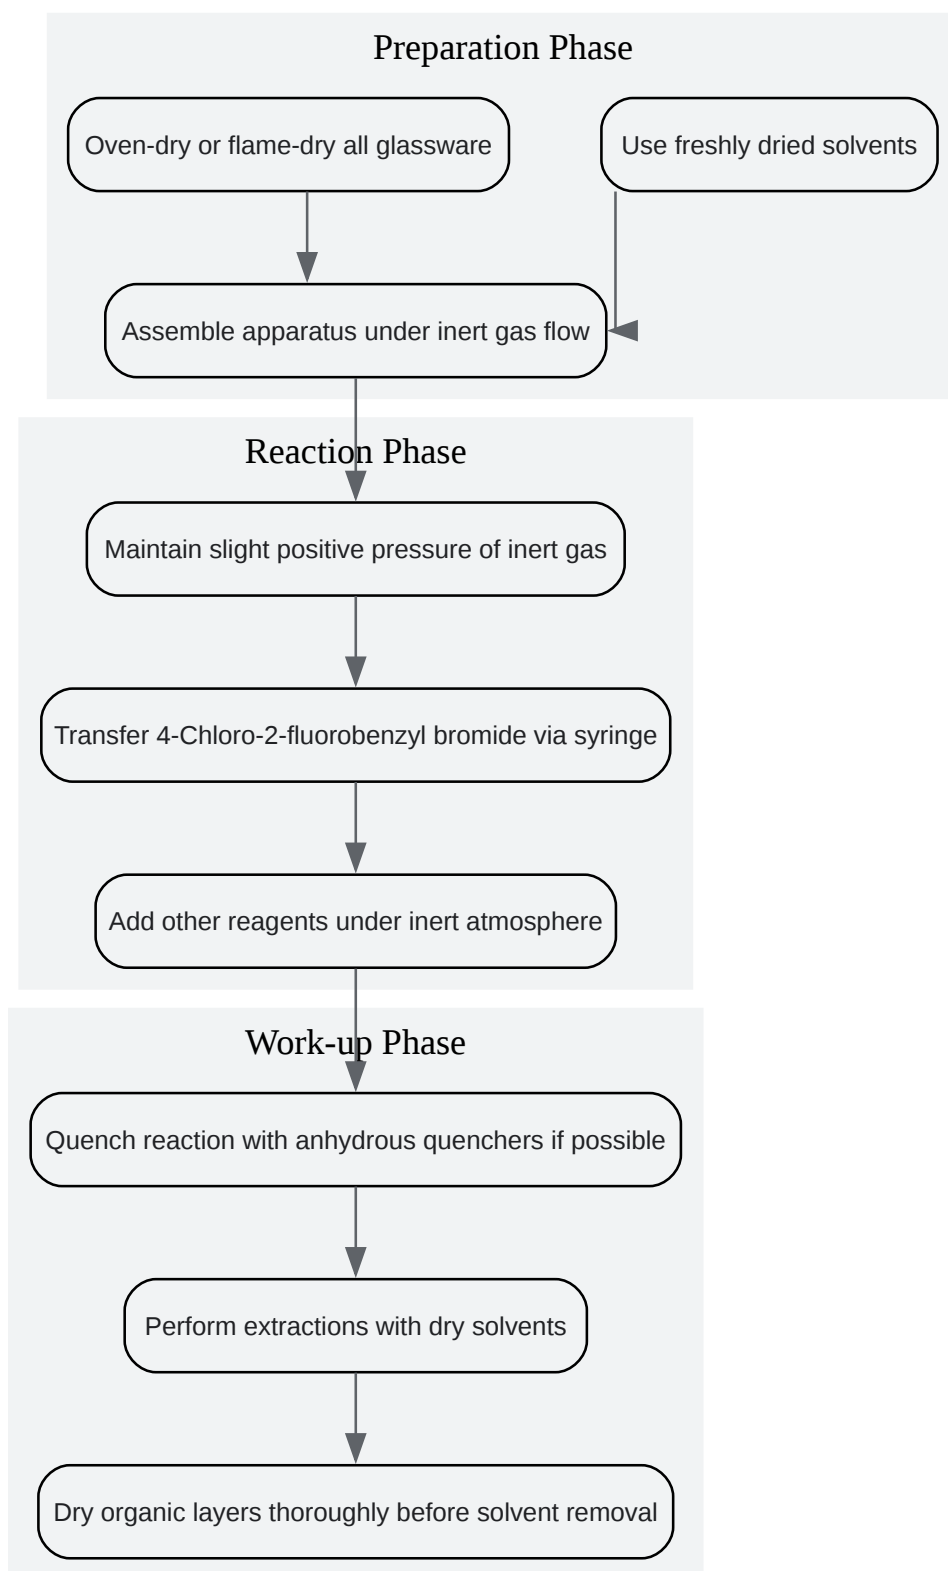 Preparation Phase
Oven-dry or flame-dry all glassware
Use freshly dried solvents
Assemble apparatus under inert gas flow
Reaction Phase
Maintain slight positive pressure of inert gas
Transfer 4-Chloro-2-fluorobenzyl bromide via syringe
Add other reagents under inert atmosphere
Work-up Phase
Quench reaction with anhydrous quenchers if possible
Perform extractions with dry solvents
Dry organic layers thoroughly before solvent removal